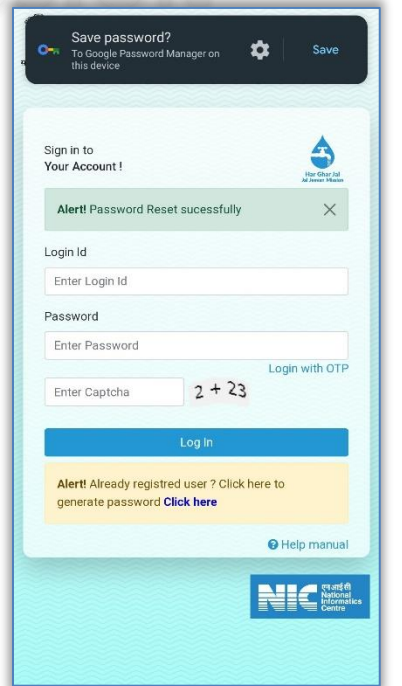 Save password?
To Google Password Manager on
this device
Save
Sign in to
Your Account !
Har Ghar Jal
Jal Jeevan Mission
Alert! Password Reset sucessfully
Login Id
Enter Login Id
Password
Enter Password
Login with OTP
Enter Captcha
2 + 23
Log In
Alert! Already registred user ? Click here to
generate password Click here
Help manual
NIC
एन आई सी
National
Informatics
Centre